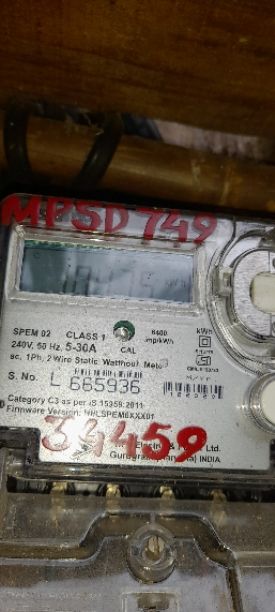 MPSD 749
SPEM 02 CLASS 1 6400 kWh
240V, 50 Hz, 5-30A CAL imp/kWh
ac, 1Ph, 2 Wire Static Watthour Meter
S. No. L 665936
Category C3 as per IS 15959:2011
Firmware Version:
34459
INDIA